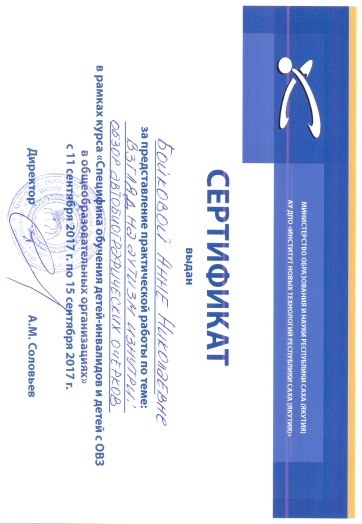 МИНИСТЕРСТВО ОБРАЗОВАНИЯ И НАУКИ РЕСПУБЛИКИ САХА (ЯКУТИЯ)
АУ ДПО «ИНСТИТУТ НОВЫХ ТЕХНОЛОГИЙ РЕСПУБЛИКИ САХА (ЯКУТИЯ)»
СЕРТИФИКАТ
выдан
Бойковой Анне Николаевне
за представление практической работы по теме:
Взгляд на аутизм изнутри:
обзор автобиографических очерков
в рамках курса «Специфика обучения детей-инвалидов и детей с ОВЗ
в общеобразовательных организациях»
с 11 сентября 2017 г. по 15 сентября 2017 г.
Директор А.М. Соловьев